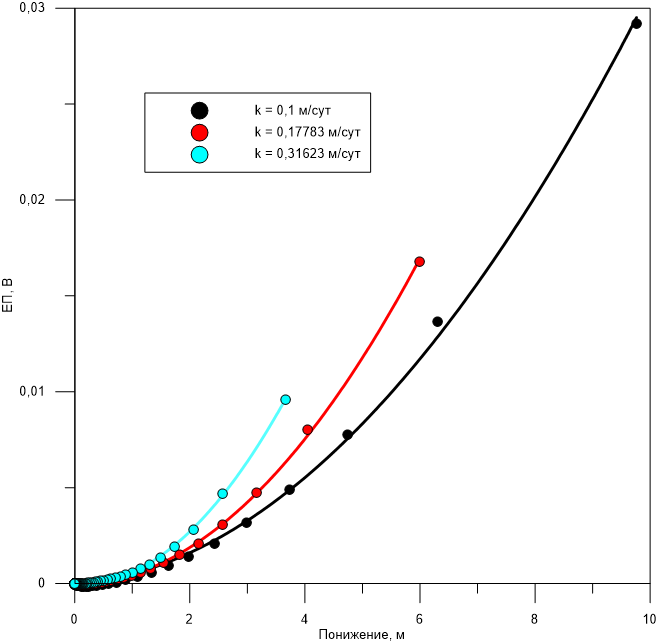 0,03
0,02
0,01
0
ЕП, В
k = 0,1 м/сут
k = 0,17783 м/сут
k = 0,31623 м/сут
0 2 4 6 8 10
Понижение, м